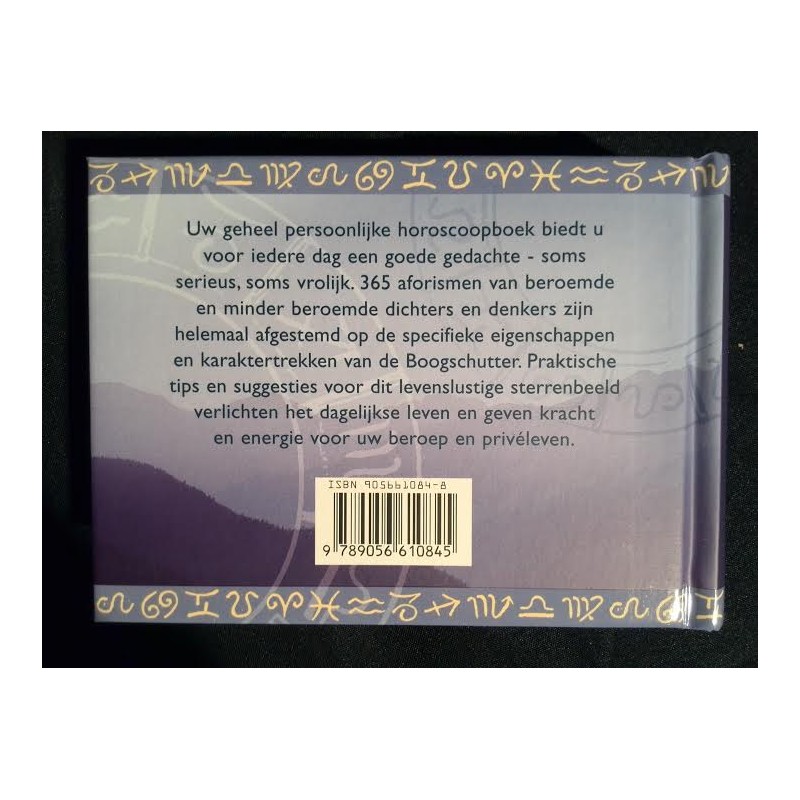 Uw geheel persoonlijke horoscoopboek biedt u
voor iedere dag een goede gedachte - soms
serieus, soms vrolijk. 365 aforismen van beroemde
en minder beroemde dichters en denkers zijn
helemaal afgestemd op de specifieke eigenschappen
en karaktertrekken van de Boogschutter. Praktische
tips en suggesties voor dit levenslustige sterrenbeeld
verlichten het dagelijkse leven en geven kracht
en energie voor uw beroep en privéleven.
ISBN 905661084-8
9 789056 610845